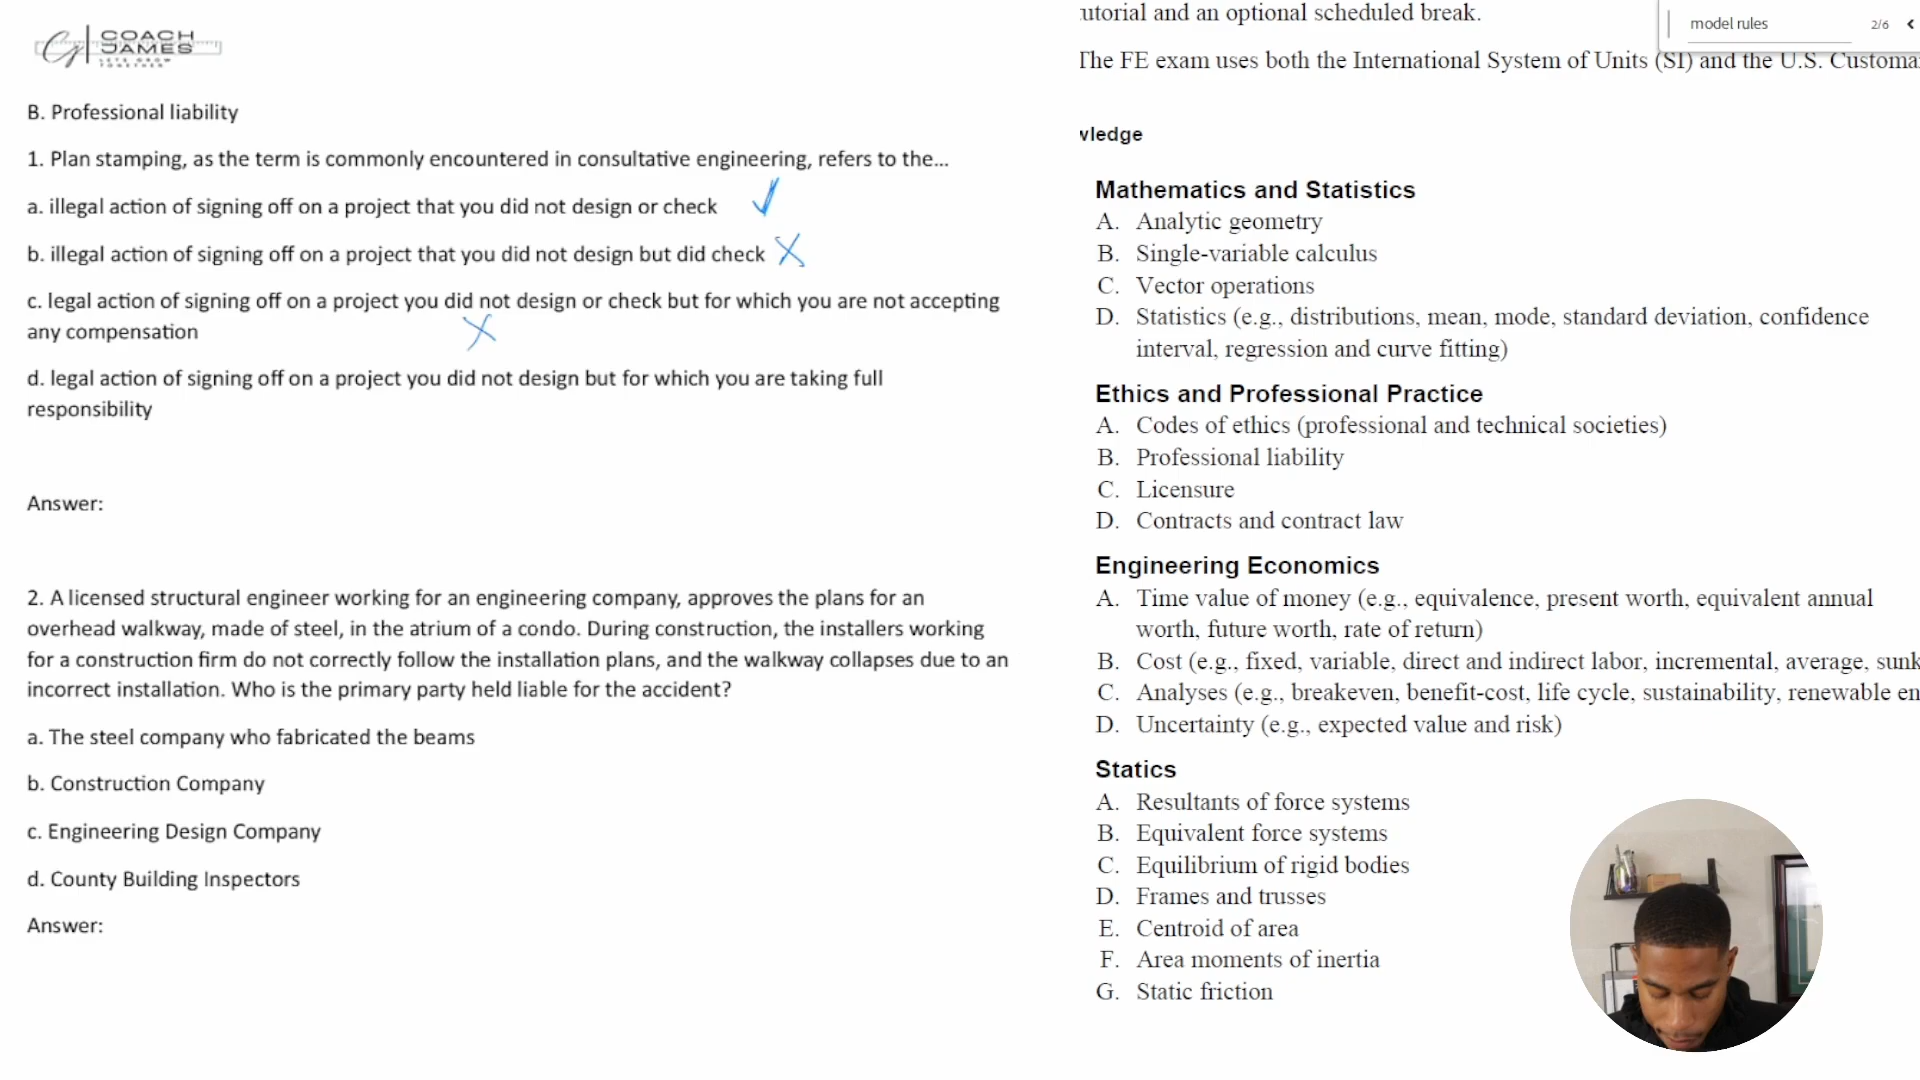 COACH
JAMES
LETS GROW
TOGETHER
B. Professional liability
1. Plan stamping, as the term is commonly encountered in consultative engineering, refers to the...
a. illegal action of signing off on a project that you did not design or check
b. illegal action of signing off on a project that you did not design but did check
c. legal action of signing off on a project you did not design or check but for which you are not accepting
any compensation
d. legal action of signing off on a project you did not design but for which you are taking full
responsibility
Answer:
2. A licensed structural engineer working for an engineering company, approves the plans for an
overhead walkway, made of steel, in the atrium of a condo. During construction, the installers working
for a construction firm do not correctly follow the installation plans, and the walkway collapses due to an
incorrect installation. Who is the primary party held liable for the accident?
a. The steel company who fabricated the beams
b. Construction Company
c. Engineering Design Company
d. County Building Inspectors
Answer:
utorial and an optional scheduled break.
The FE exam uses both the International System of Units (SI) and the U.S. Customa
model rules
2/6
wledge
Mathematics and Statistics
A. Analytic geometry
B. Single-variable calculus
C. Vector operations
D. Statistics (e.g., distributions, mean, mode, standard deviation, confidence
interval, regression and curve fitting)
Ethics and Professional Practice
A. Codes of ethics (professional and technical societies)
B. Professional liability
C. Licensure
D. Contracts and contract law
Engineering Economics
A. Time value of money (e.g., equivalence, present worth, equivalent annual
worth, future worth, rate of return)
B. Cost (e.g., fixed, variable, direct and indirect labor, incremental, average, sunk
C. Analyses (e.g., breakeven, benefit-cost, life cycle, sustainability, renewable en
D. Uncertainty (e.g., expected value and risk)
Statics
A. Resultants of force systems
B. Equivalent force systems
C. Equilibrium of rigid bodies
D. Frames and trusses
E. Centroid of area
F. Area moments of inertia
G. Static friction